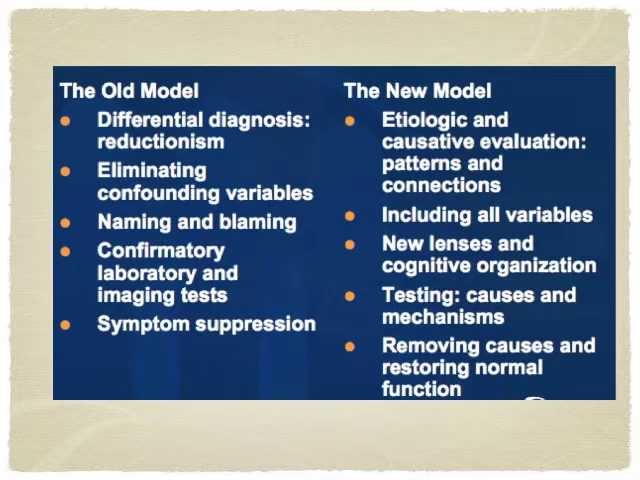 The Old Model
Differential diagnosis:
reductionism
Eliminating
confounding variables
Naming and blaming
Confirmatory
laboratory and
imaging tests
Symptom suppression
The New Model
Etiologic and
causative evaluation:
patterns and
connections
Including all variables
New lenses and
cognitive organization
Testing: causes and
mechanisms
Removing causes and
restoring normal
function